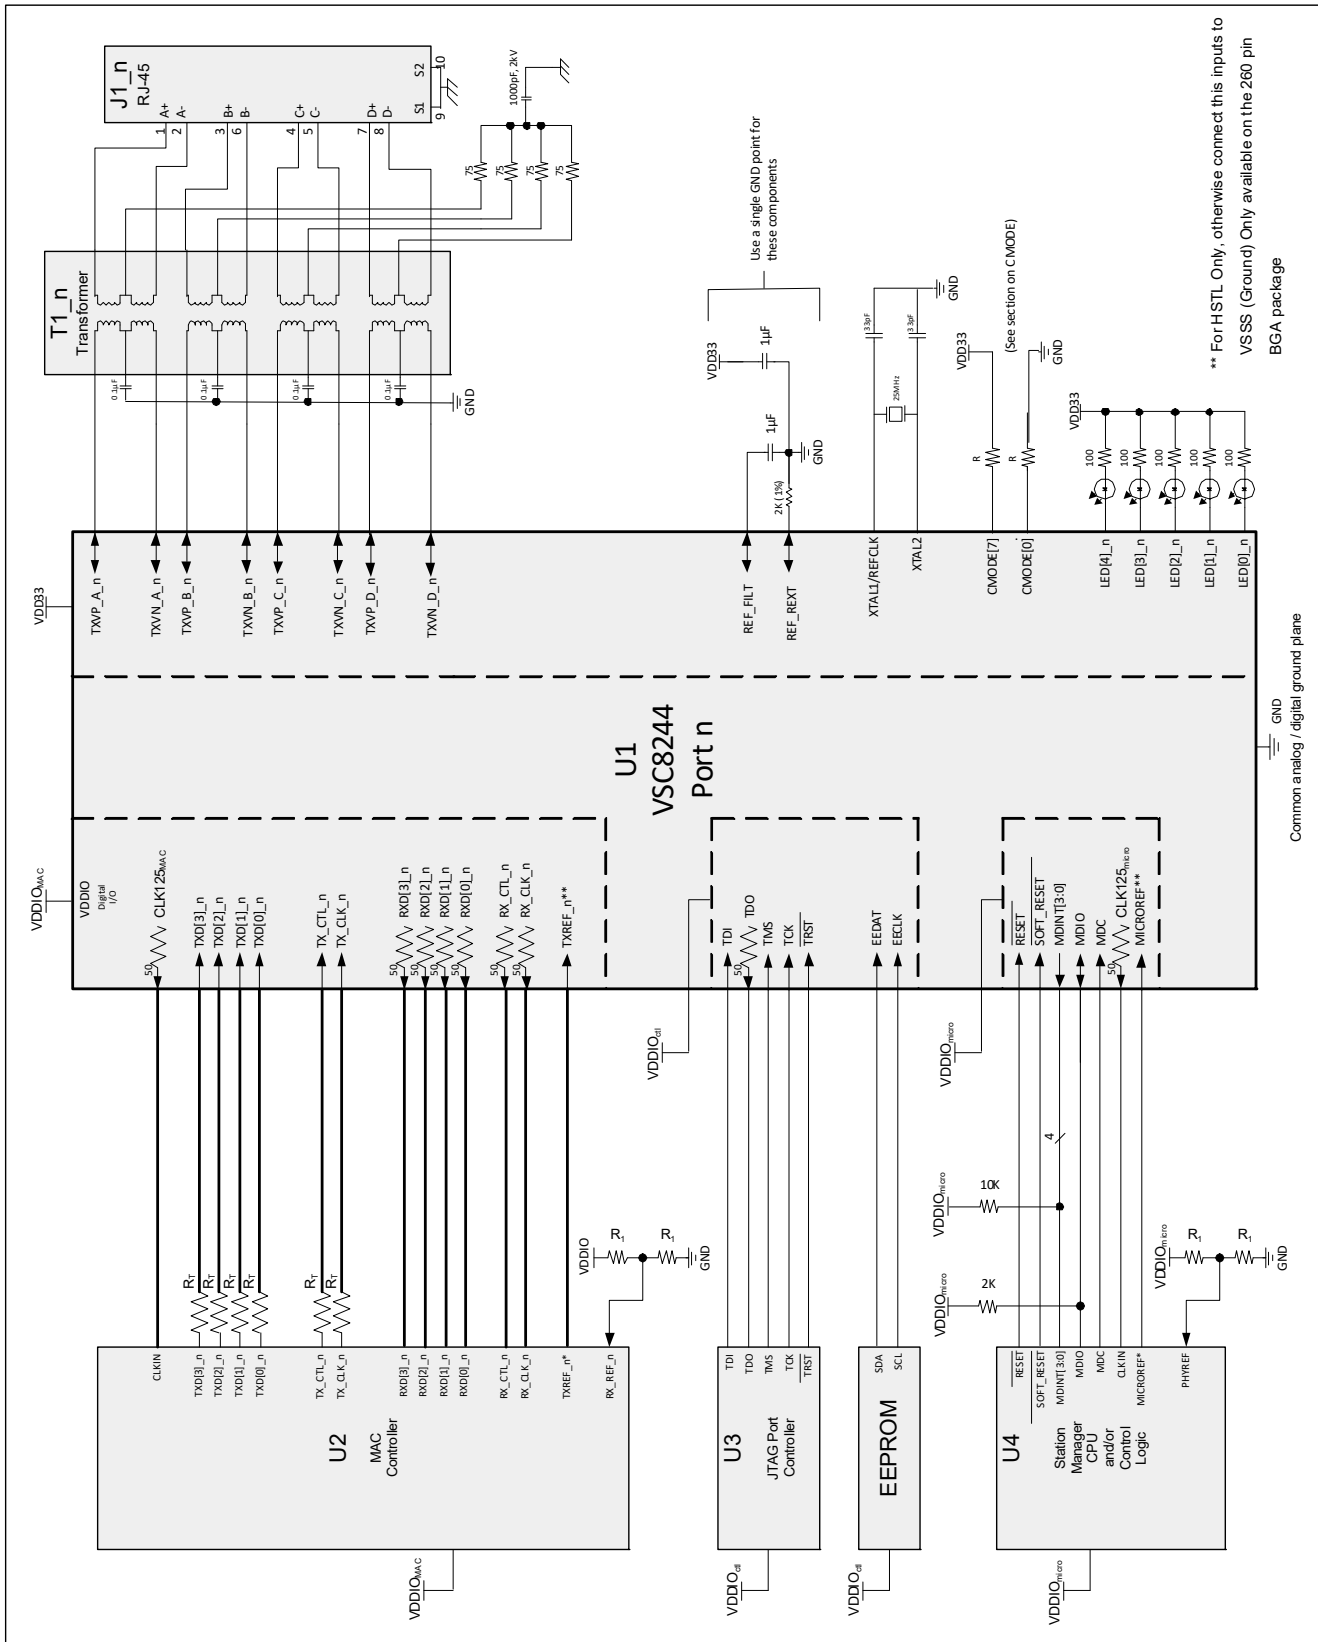 J1_n
RJ-45
1
A+
2
A-
3
B+
6
B-
4
C+
5
C-
7
D+
8
D-
9
S1
10
S2
1000pF, 2kV
75
75
75
75
T1_n
Transformer
0.1µF
0.1µF
0.1µF
0.1µF
GND
Use a single GND point for
these components
VDD33
1µF
1µF
2K (1%)
GND
33pF
33pF
25MHz
GND
(See section on CMODE)
VDD33
R
R
GND
VDD33
100
100
100
100
100
** For HSTL Only, otherwise connect this inputs to
VSSS (Ground) Only available on the 260 pin
BGA package
VDD33
TXVP_A_n
TXVN_A_n
TXVP_B_n
TXVN_B_n
TXVP_C_n
TXVN_C_n
TXVP_D_n
TXVN_D_n
REF_FILT
REF_REXT
XTAL1/REFCLK
XTAL2
CMODE[7]
CMODE[0]
LED[4]_n
LED[3]_n
LED[2]_n
LED[1]_n
LED[0]_n
U1
VSC8244
Port n
GND
Common analog / digital ground plane
VDDIOMAC
VDDIO
Digital
I/O
50
CLK125MAC
TXD[3]_n
TXD[2]_n
TXD[1]_n
TXD[0]_n
TX_CTL_n
TX_CLK_n
50
RXD[3]_n
50
RXD[2]_n
50
RXD[1]_n
50
RXD[0]_n
50
RX_CTL_n
50
RX_CLK_n
TXREF_n**
TDI
50
TDO
TMS
TCK
TRST
EEDAT
EECLK
RESET
SOFT_RESET
MDINT[3:0]
MDIO
MDC
50
CLK125micro
MICROREF**
VDDIOctl
VDDIOmicro
4
VDDIOmicro
10K
VDDIOmicro
2K
RT
RT
RT
RT
RT
RT
VDDIO
R1
R1
GND
VDDIOmicro
R1
R1
GND
CLKIN
TXD[3]_n
TXD[2]_n
TXD[1]_n
TXD[0]_n
TX_CTL_n
TX_CLK_n
RXD[3]_n
RXD[2]_n
RXD[1]_n
RXD[0]_n
RX_CTL_n
RX_CLK_n
TXREF_n*
RX_REF_n
U2
MAC
Controller
VDDIOMAC
TDI
TDO
TMS
TCK
TRST
U3
JTAG Port
Controller
VDDIOctl
SDA
SCL
EEPROM
VDDIOctl
RESET
SOFT_RESET
MDINT[3:0]
MDIO
MDC
CLKIN
MICROREF*
PHYREF
U4
Station
Manager
CPU
and/or
Control
Logic
VDDIOmicro